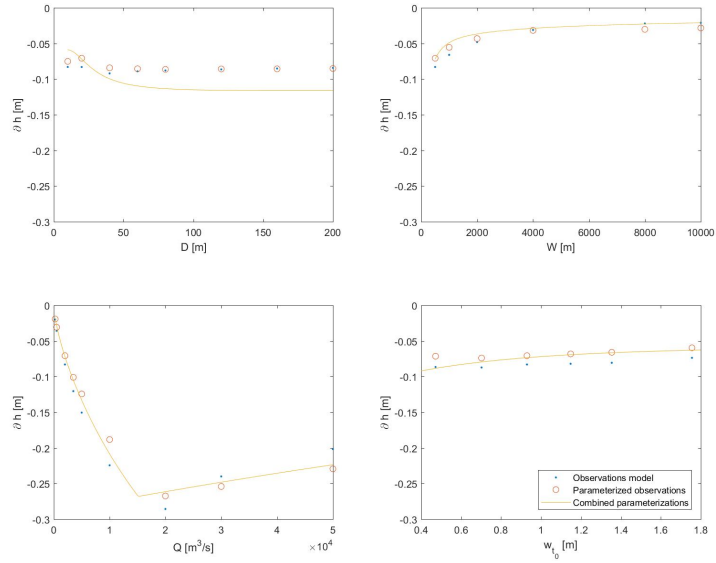 -0
-0.05
-0.1
-0.15
-0.2
-0.25
-0.3
∂ h [m]
0 50 100 150 200
D [m]
-0
-0.05
-0.1
-0.15
-0.2
-0.25
-0.3
∂ h [m]
0 2000 4000 6000 8000 10000
W [m]
-0
-0.05
-0.1
-0.15
-0.2
-0.25
-0.3
∂ h [m]
0 1 2 3 4 5
×10⁴
Q [m³/s]
-0
-0.05
-0.1
-0.15
-0.2
-0.25
-0.3
∂ h [m]
Observations model
Parameterized observations
Combined parameterizations
0.4 0.6 0.8 1 1.2 1.4 1.6 1.8
w_{t_0} [m]